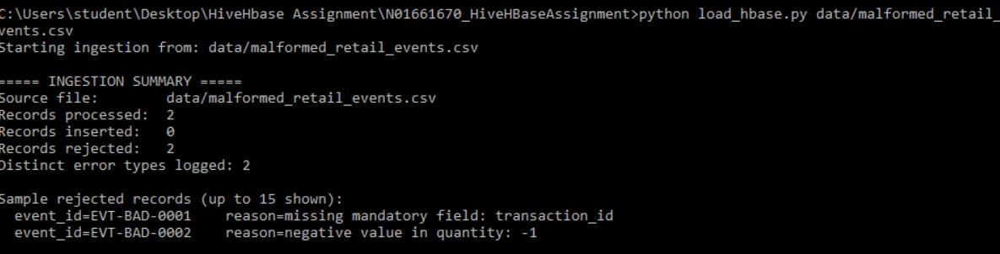 C:\Users\student\Desktop\HiveHbase Assignment\N01661670_HiveHBaseAssignment>python load_hbase.py data/malformed_retail_
vents.csv
Starting ingestion from: data/malformed_retail_events.csv
===== INGESTION SUMMARY =====
Source file: data/malformed_retail_events.csv
Records processed: 2
Records inserted: 0
Records rejected: 2
Distinct error types logged: 2
Sample rejected records (up to 15 shown):
event_id=EVT-BAD-0001 reason=missing mandatory field: transaction_id
event_id=EVT-BAD-0002 reason=negative value in quantity: -1